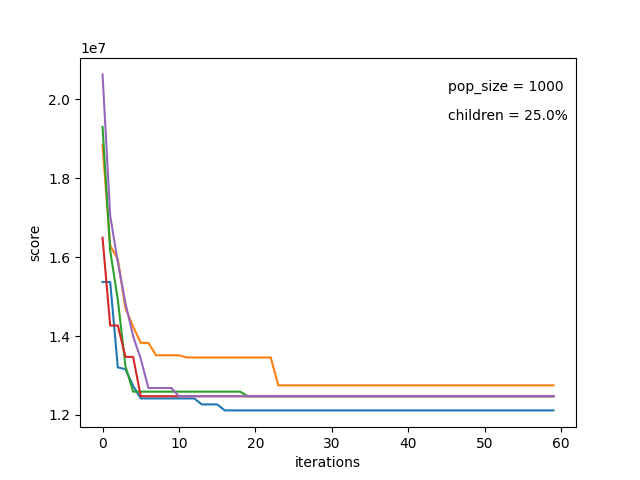 1e7
pop_size = 1000
children = 25.0%
2.0
1.8
1.6
1.4
1.2
score
0 10 20 30 40 50 60
iterations